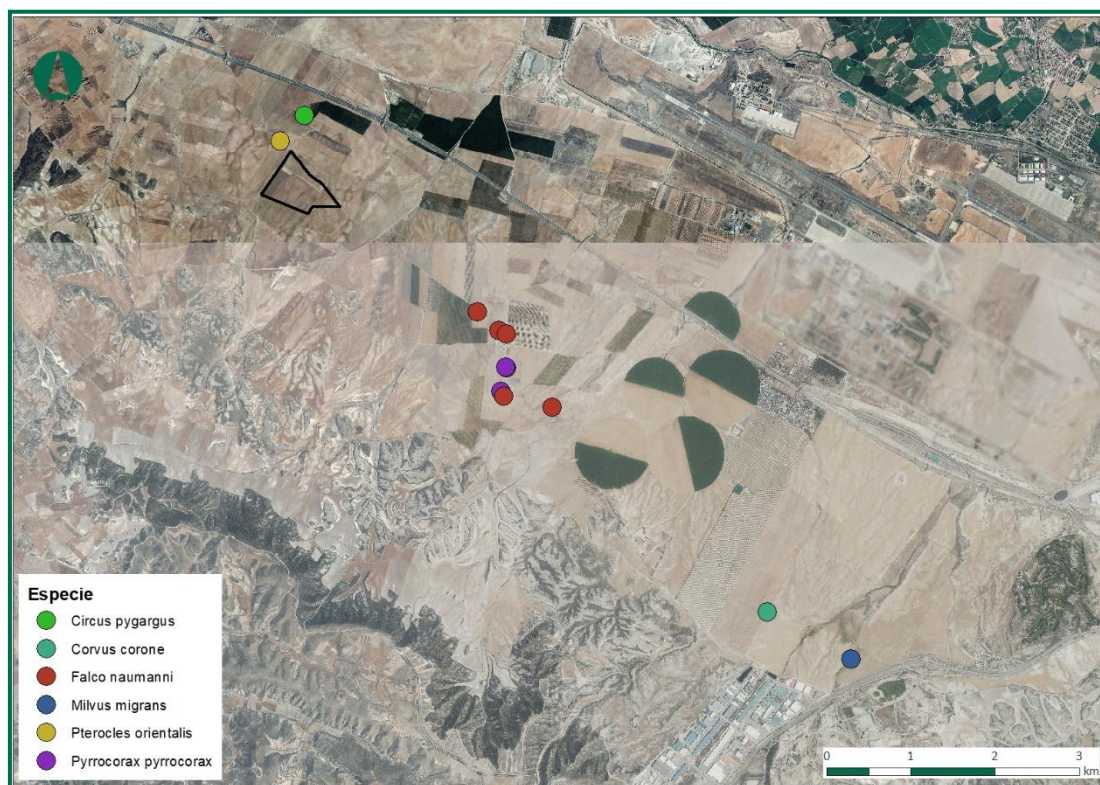 Especie
Circus pygargus
Corvus corone
Falco naumanni
Milvus migrans
Pterocles orientalis
Pyrrocorax pyrrocorax
0 1 2 3
km